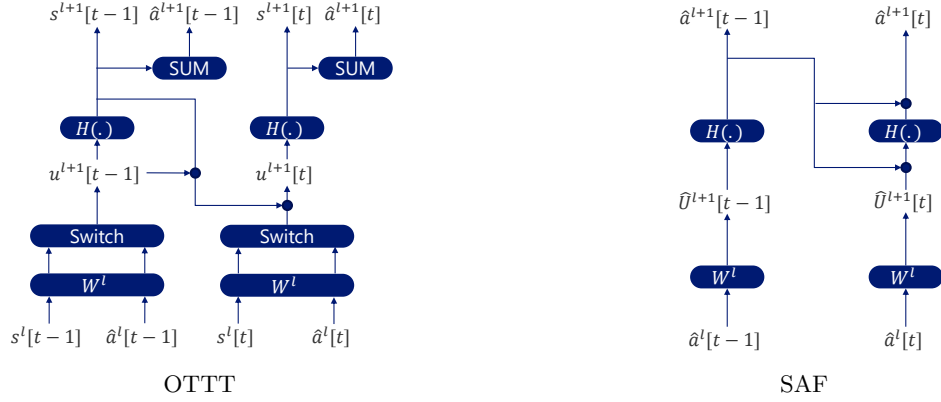 s^{l+1}[t − 1] â^{l+1}[t − 1] s^{l+1}[t] â^{l+1}[t] â^{l+1}[t − 1] â^{l+1}[t]
SUM SUM
H(.) H(.) H(.) H(.)
u^{l+1}[t − 1] u^{l+1}[t] Û^{l+1}[t − 1] Û^{l+1}[t]
Switch Switch
W^l W^l W^l W^l
s^l[t − 1] â^l[t − 1] s^l[t] â^l[t] â^l[t − 1] â^l[t]
OTTT SAF